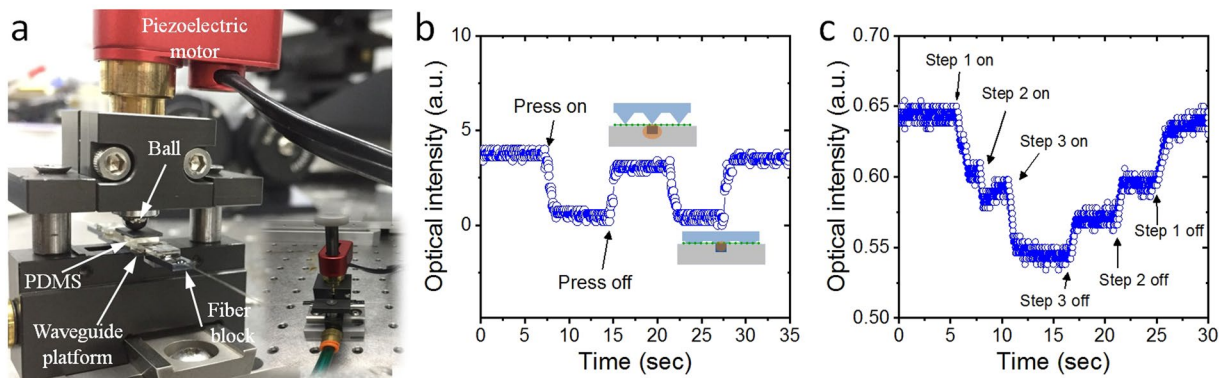 a
Piezoelectric
motor
Ball
PDMS
Waveguide
platform
Fiber
block
b
Optical intensity (a.u.)
10
5
0
-5
Press on
Press off
0 5 10 15 20 25 30 35
Time (sec)
c
Optical intensity (a.u.)
0.70
0.65
0.60
0.55
0.50
Step 1 on
Step 2 on
Step 3 on
Step 1 off
Step 2 off
Step 3 off
0 5 10 15 20 25 30
Time (sec)